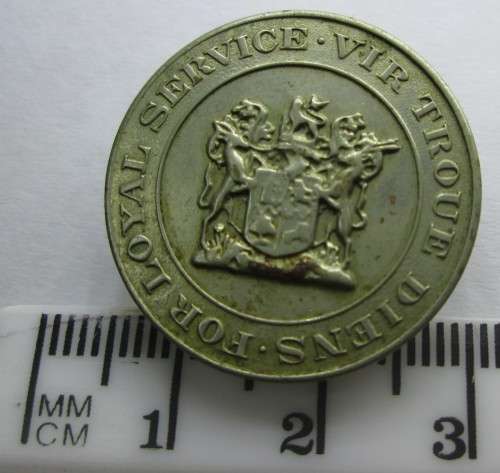 FOR LOYAL SERVICE · VIR TROUE DIENS ·
MM
CM 1 2 3